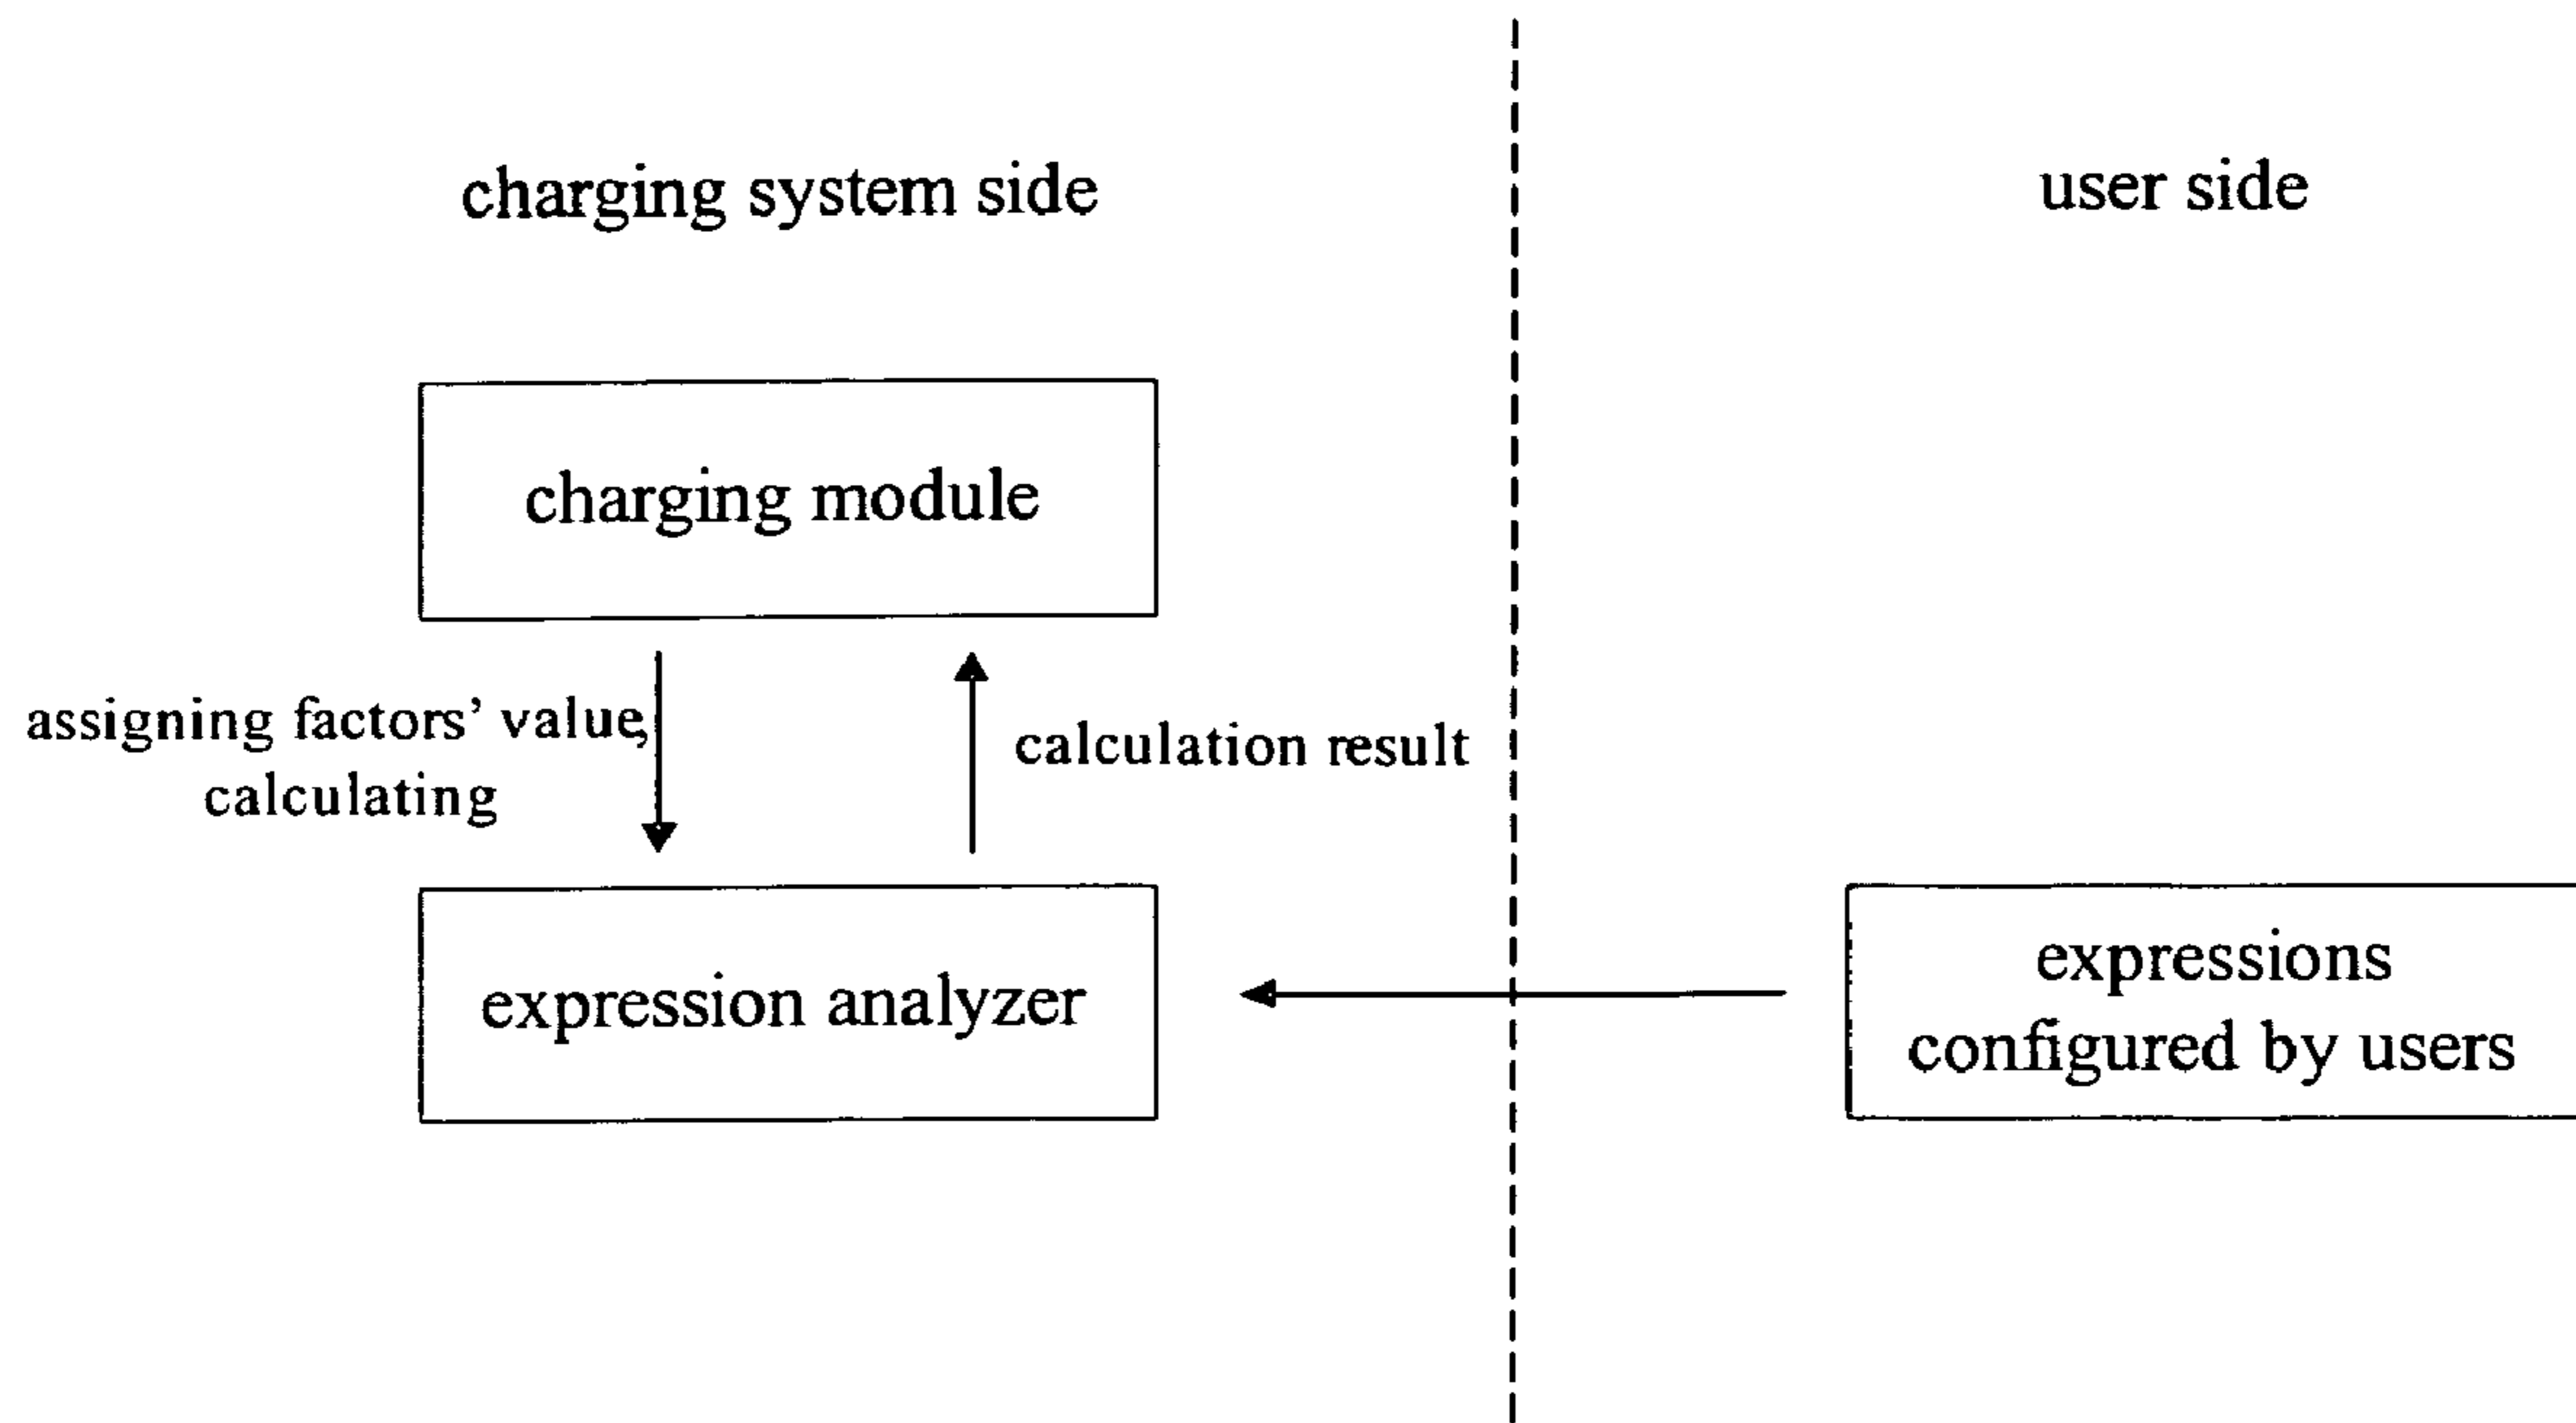 charging system side
user side
charging module
assigning factors’ value,
calculating
calculation result
expression analyzer
expressions
configured by users